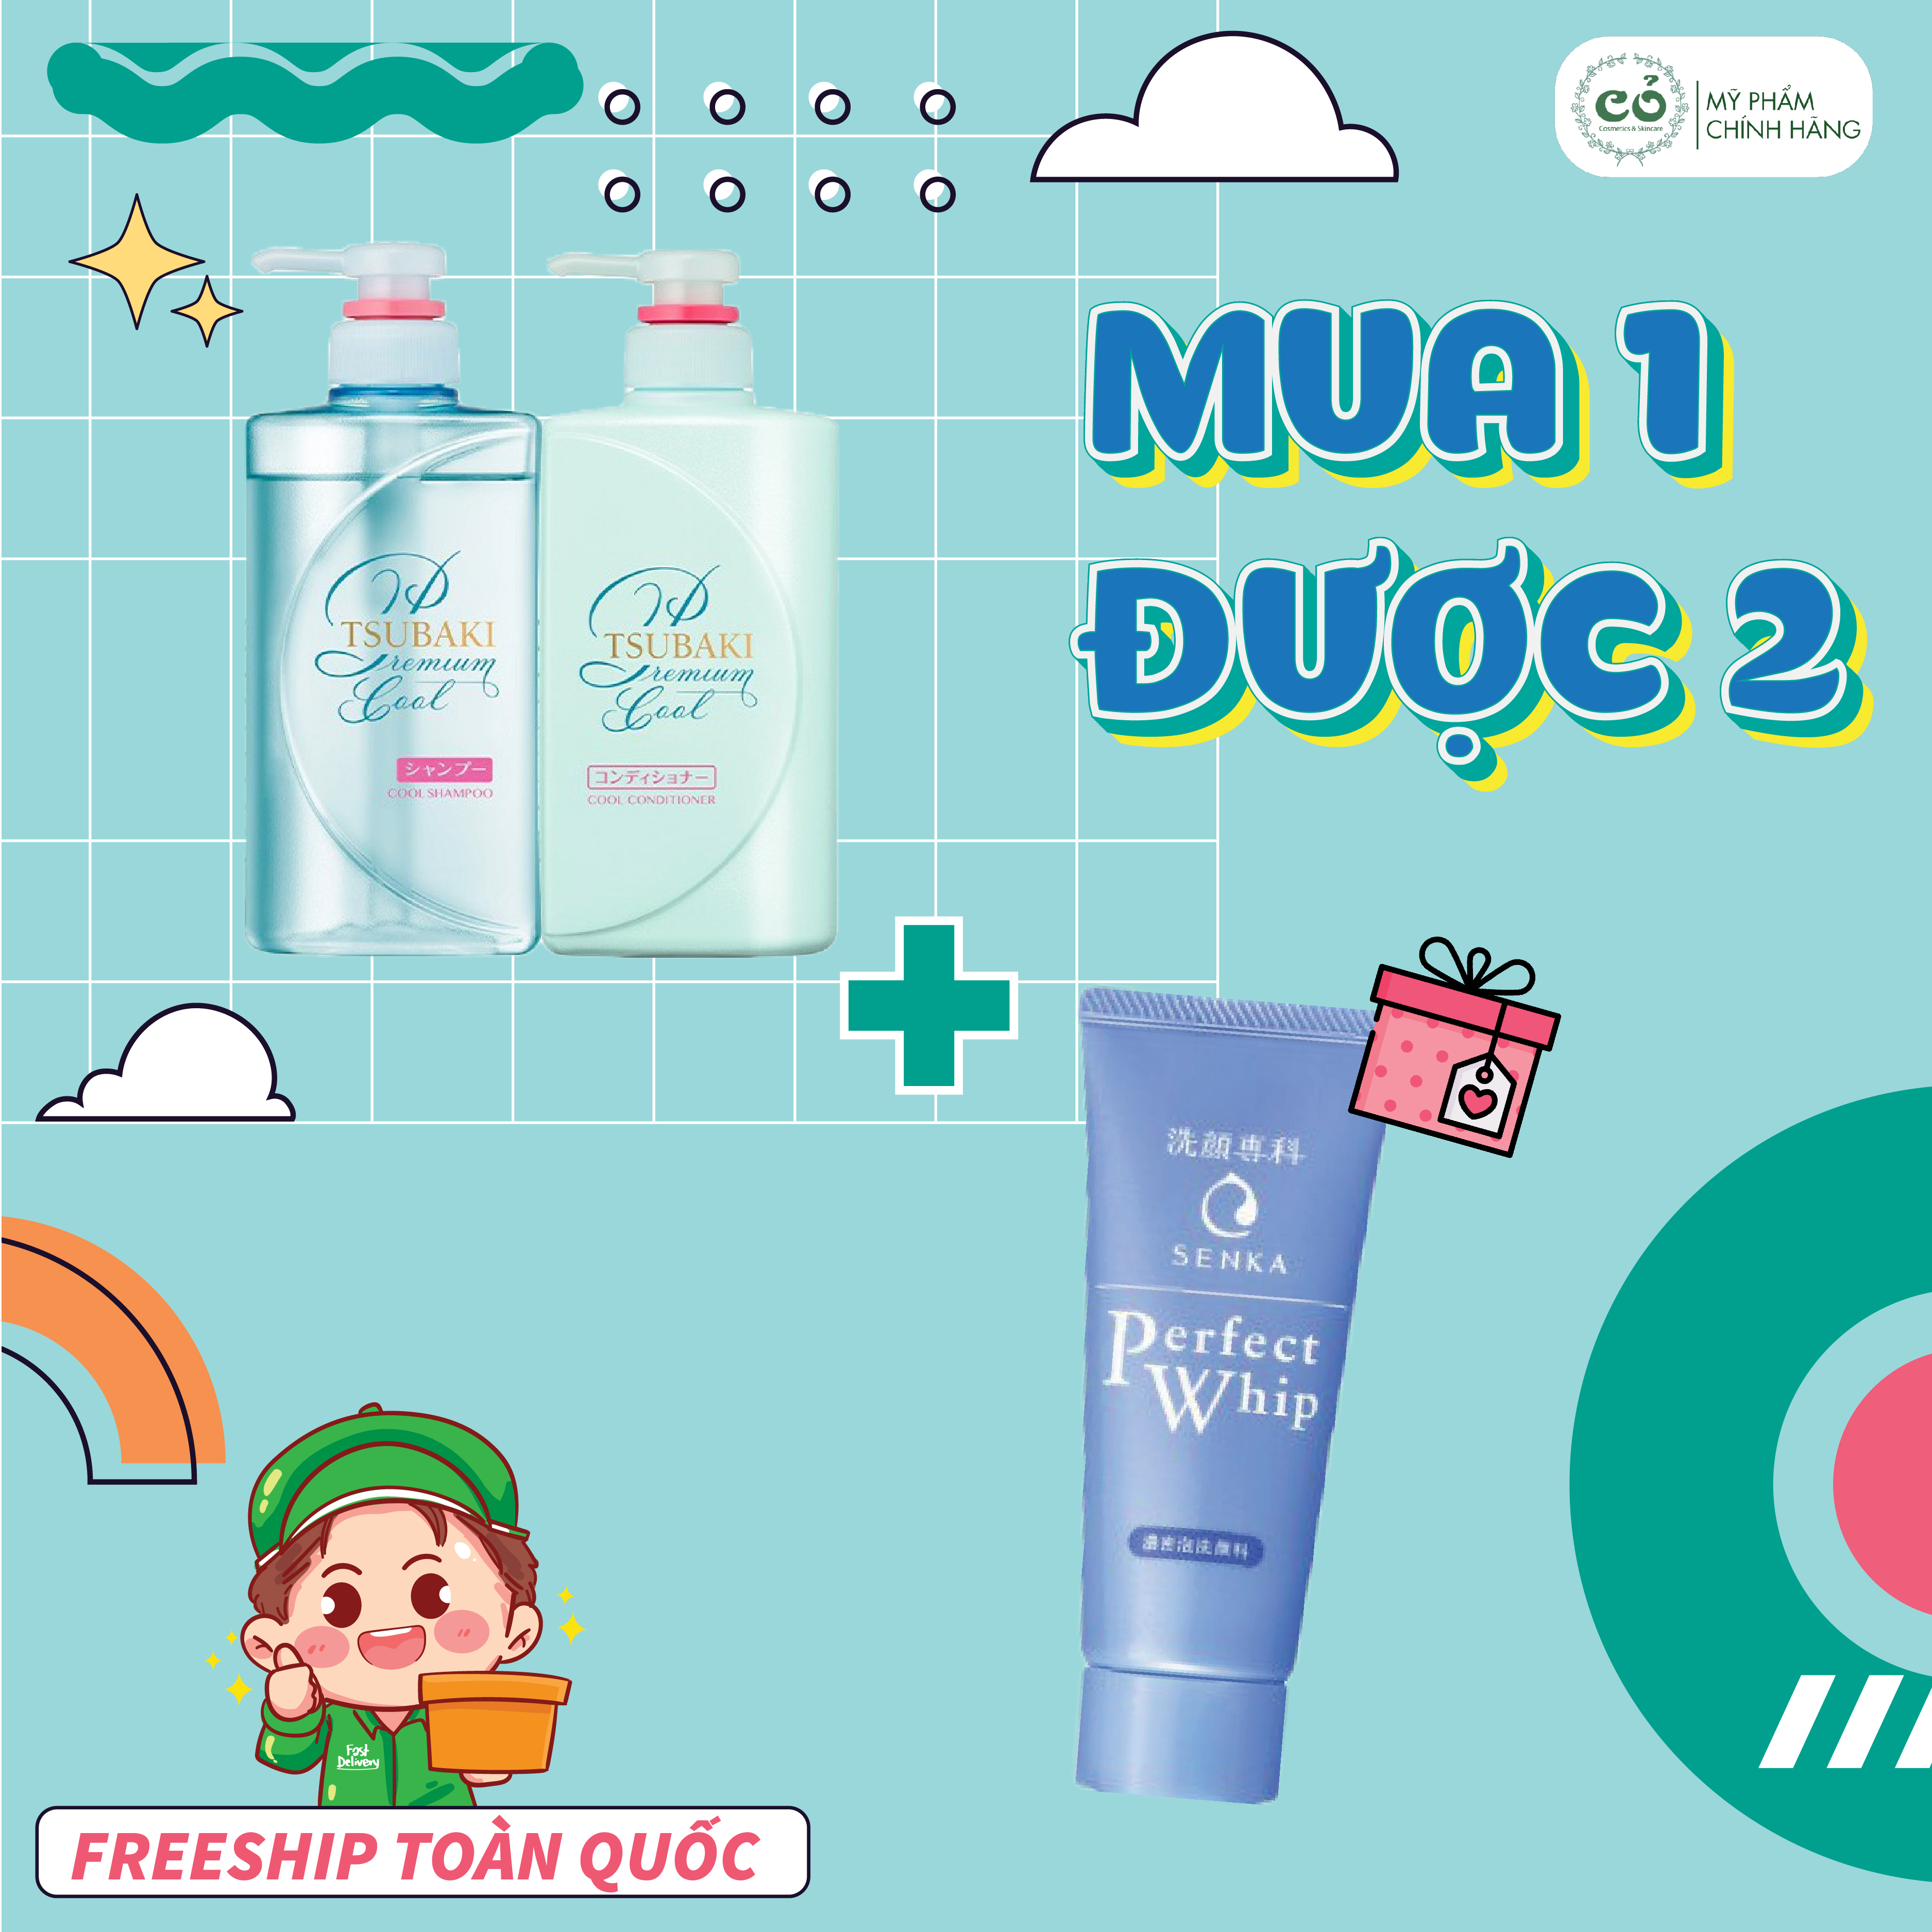 CỎ
Cosmetics & Skincare
MỸ PHẨM
CHÍNH HÃNG
MUA 1
ĐƯỢC 2
TSUBAKI
Premium
Cool
シャンプー
COOL SHAMPOO
TSUBAKI
Premium
Cool
コンディショナー
COOL CONDITIONER
洗顔専科
SENKA
Perfect
Whip
Fast
Delivery
FREESHIP TOÀN QUỐC